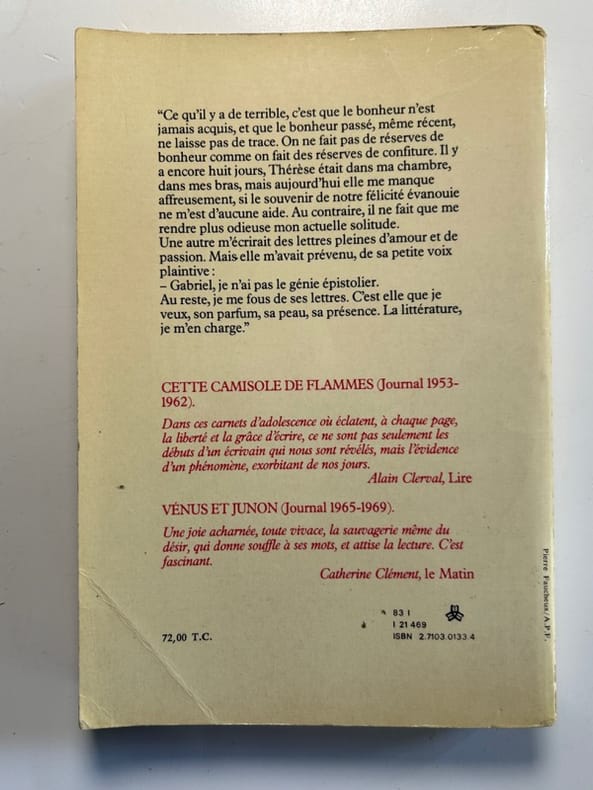 “Ce qu’il y a de terrible, c’est que le bonheur n’est
jamais acquis, et que le bonheur passé, même récent,
ne laisse pas de trace. On ne fait pas de réserves de
bonheur comme on fait des réserves de confiture. Il y
a encore huit jours, Thérèse était dans ma chambre,
dans mes bras, mais aujourd’hui elle me manque
affreusement, si le souvenir de notre félicité évanouie
ne m’est d’aucune aide. Au contraire, il ne fait que me
rendre plus odieuse mon actuelle solitude.
Une autre m’écrirait des lettres pleines d’amour et de
passion. Mais elle m’avait prévenu, de sa petite voix
plaintive :
– Gabriel, je n’ai pas le génie épistolier.
Au reste, je me fous de ses lettres. C’est elle que je
veux, son parfum, sa peau, sa présence. La littérature,
je m’en charge.”
CETTE CAMISOLE DE FLAMMES (Journal 1953-
1962).
Dans ces carnets d’adolescence où éclatent, à chaque page,
la liberté et la grâce d’écrire, ce ne sont pas seulement les
débuts d’un écrivain qui nous sont révélés, mais l’évidence
d’un phénomène, exorbitant de nos jours.
Alain Clerval, Lire
VÉNUS ET JUNON (Journal 1965-1969).
Une joie acharnée, toute vivace, la sauvagerie même du
désir, qui donne souffle à ses mots, et attise la lecture. C’est
fascinant.
Catherine Clément, le Matin
83 I
I 21 469
72,00 T.C.
ISBN 2.7103.0133.4
Pierre Faucheux/A.P.F.